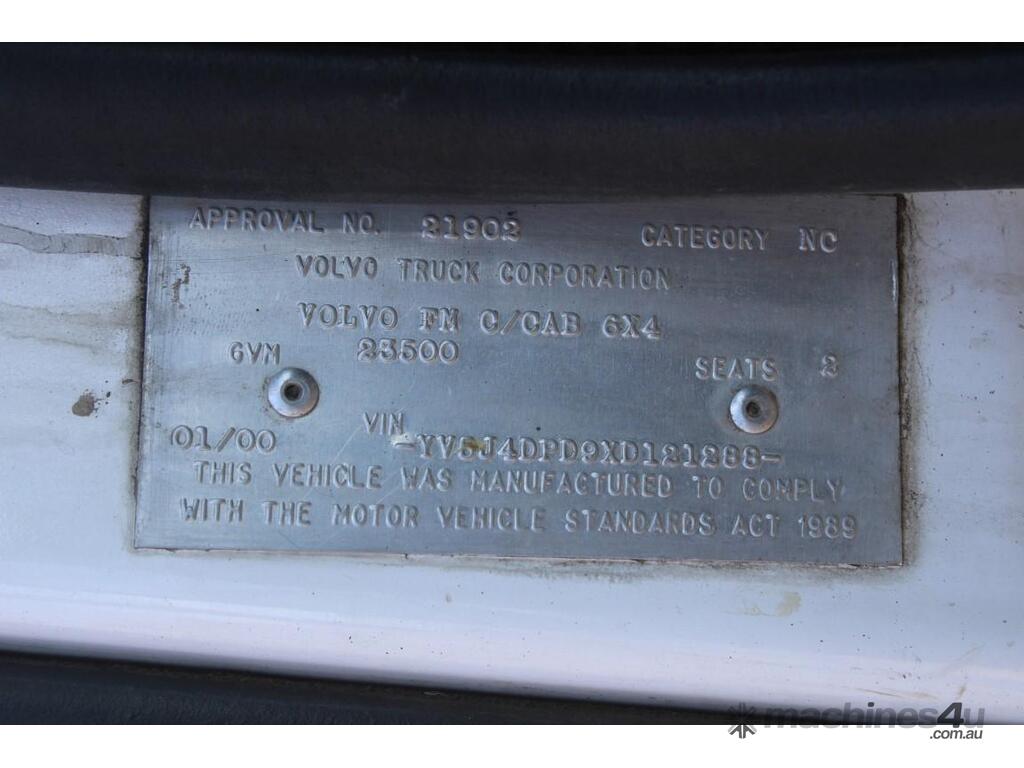 APPROVAL NO. 21902 CATEGORY NC
VOLVO TRUCK CORPORATION
VOLVO FM C/CAB 6X4
GVM 23500 SEATS 2
01/00 VIN -YV5J4DPD9XD121288-
THIS VEHICLE WAS MANUFACTURED TO COMPLY
WITH THE MOTOR VEHICLE STANDARDS ACT 1989
machines4u
.com.au